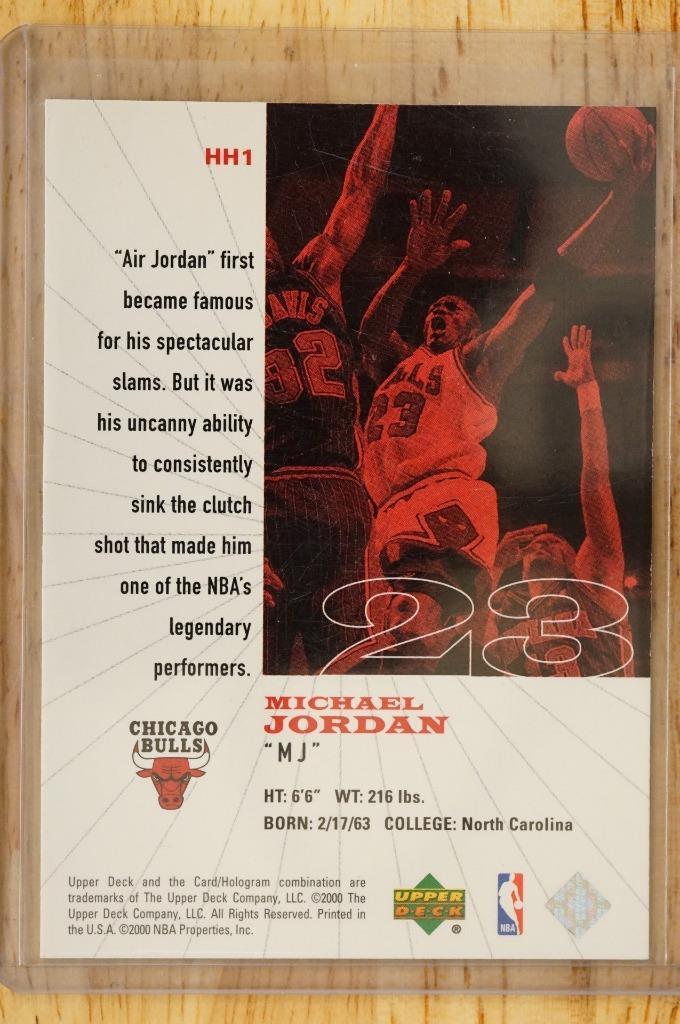 HH1
"Air Jordan" first
became famous
for his spectacular
slams. But it was
his uncanny ability
to consistently
sink the clutch
shot that made him
one of the NBA's
legendary
performers.
AVIS
32
LLS
23
23
MICHAEL
JORDAN
"MJ"
CHICAGO
BULLS
HT: 6'6" WT: 216 lbs.
BORN: 2/17/63 COLLEGE: North Carolina
Upper Deck and the Card/Hologram combination are
trademarks of The Upper Deck Company, LLC. ©2000 The
Upper Deck Company, LLC. All Rights Reserved. Printed in
the U.S.A. ©2000 NBA Properties, Inc.
UPPER
DECK
®
NBA